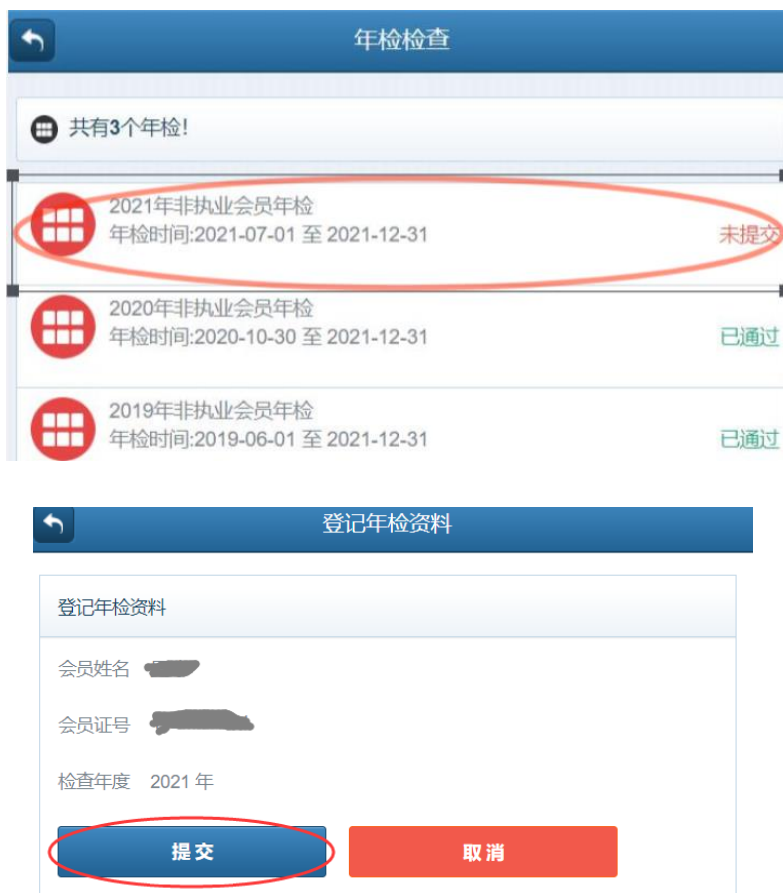 年检检查
共有3个年检!
2021年非执业会员年检
年检时间:2021-07-01 至 2021-12-31
未提交
2020年非执业会员年检
年检时间:2020-10-30 至 2021-12-31
已通过
2019年非执业会员年检
年检时间:2019-06-01 至 2021-12-31
已通过
登记年检资料
登记年检资料
会员姓名
会员证号
检查年度 2021 年
提交 取消